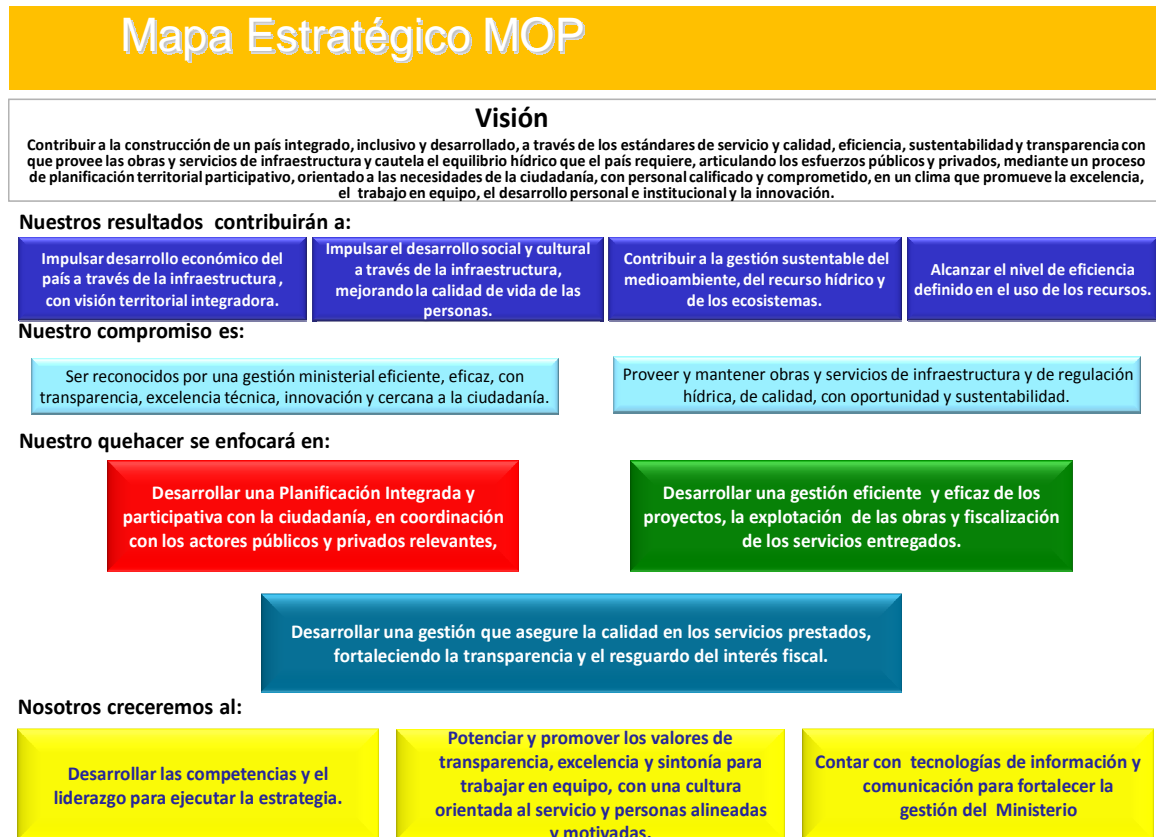 Mapa Estratégico MOP
Visión
Contribuir a la construcción de un país integrado, inclusivo y desarrollado, a través de los estándares de servicio y calidad, eficiencia, sustentabilidad y transparencia con
que provee las obras y servicios de infraestructura y cautela el equilibrio hídrico que el país requiere, articulando los esfuerzos públicos y privados, mediante un proceso
de planificación territorial participativo, orientado a las necesidades de la ciudadanía, con personal calificado y comprometido, en un clima que promueve la excelencia,
el trabajo en equipo, el desarrollo personal e institucional y la innovación.
Nuestros resultados contribuirán a:
Impulsar desarrollo económico del
país a través de la infraestructura,
con visión territorial integradora.
Impulsar el desarrollo social y cultural
a través de la infraestructura,
mejorando la calidad de vida de las
personas.
Contribuir a la gestión sustentable del
medioambiente, del recurso hídrico y
de los ecosistemas.
Alcanzar el nivel de eficiencia
definido en el uso de los recursos.
Nuestro compromiso es:
Ser reconocidos por una gestión ministerial eficiente, eficaz, con
transparencia, excelencia técnica, innovación y cercana a la ciudadanía.
Proveer y mantener obras y servicios de infraestructura y de regulación
hídrica, de calidad, con oportunidad y sustentabilidad.
Nuestro quehacer se enfocará en:
Desarrollar una Planificación Integrada y
participativa con la ciudadanía, en coordinación
con los actores públicos y privados relevantes,
Desarrollar una gestión eficiente y eficaz de los
proyectos, la explotación de las obras y fiscalización
de los servicios entregados.
Desarrollar una gestión que asegure la calidad en los servicios prestados,
fortaleciendo la transparencia y el resguardo del interés fiscal.
Nosotros creceremos al:
Desarrollar las competencias y el
liderazgo para ejecutar la estrategia.
Potenciar y promover los valores de
transparencia, excelencia y sintonía para
trabajar en equipo, con una cultura
orientada al servicio y personas alineadas
y motivadas.
Contar con tecnologías de información y
comunicación para fortalecer la
gestión del Ministerio